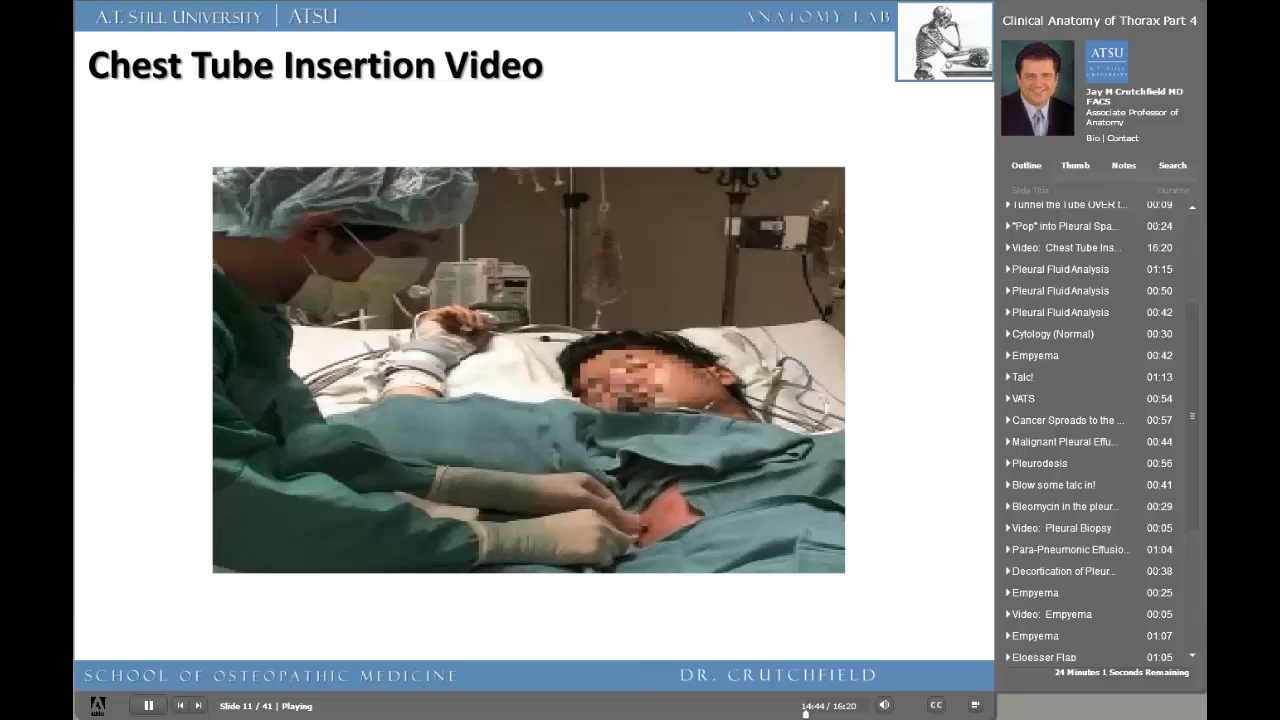 A.T. STILL UNIVERSITY | ATSU
ANATOMY LAB
Chest Tube Insertion Video
SCHOOL OF OSTEOPATHIC MEDICINE
DR. CRUTCHFIELD
Slide 11 / 41 | Playing
14:44 / 16:20
CC
Clinical Anatomy of Thorax Part 4
ATSU
A.T. STILL
UNIVERSITY
Jay M Crutchfield MD
FACS
Associate Professor of
Anatomy
Bio | Contact
Outline Thumb Notes Search
Slide Title Duration
Tunnel the Tube OVER t... 00:09
"Pop" into Pleural Spa... 00:24
Video: Chest Tube Ins... 16:20
Pleural Fluid Analysis 01:15
Pleural Fluid Analysis 00:50
Pleural Fluid Analysis 00:42
Cytology (Normal) 00:30
Empyema 00:42
Talc! 01:13
VATS 00:54
Cancer Spreads to the ... 00:57
Malignant Pleural Effu... 00:44
Pleurodesis 00:56
Blow some talc in! 00:41
Bleomycin in the pleur... 00:29
Video: Pleural Biopsy 00:05
Para-Pneumonic Effusio... 01:04
Decortication of Pleur... 00:38
Empyema 00:25
Video: Empyema 00:05
Empyema 01:07
Eloesser Flap 01:05
24 Minutes 1 Seconds Remaining